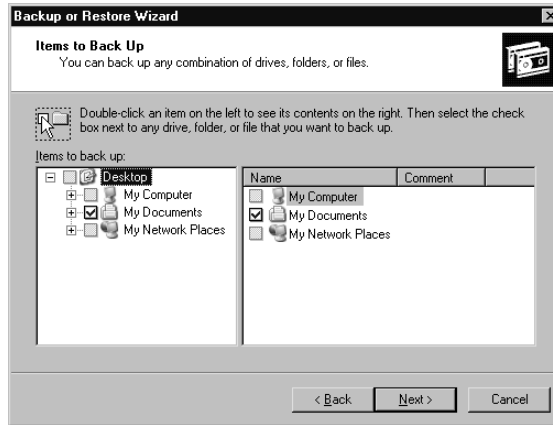 Backup or Restore Wizard
Items to Back Up
You can back up any combination of drives, folders, or files.
Double-click an item on the left to see its contents on the right. Then select the check
box next to any drive, folder, or file that you want to back up.
Items to back up:
Desktop
My Computer
My Documents
My Network Places
Name Comment
My Computer
My Documents
My Network Places
< Back Next > Cancel